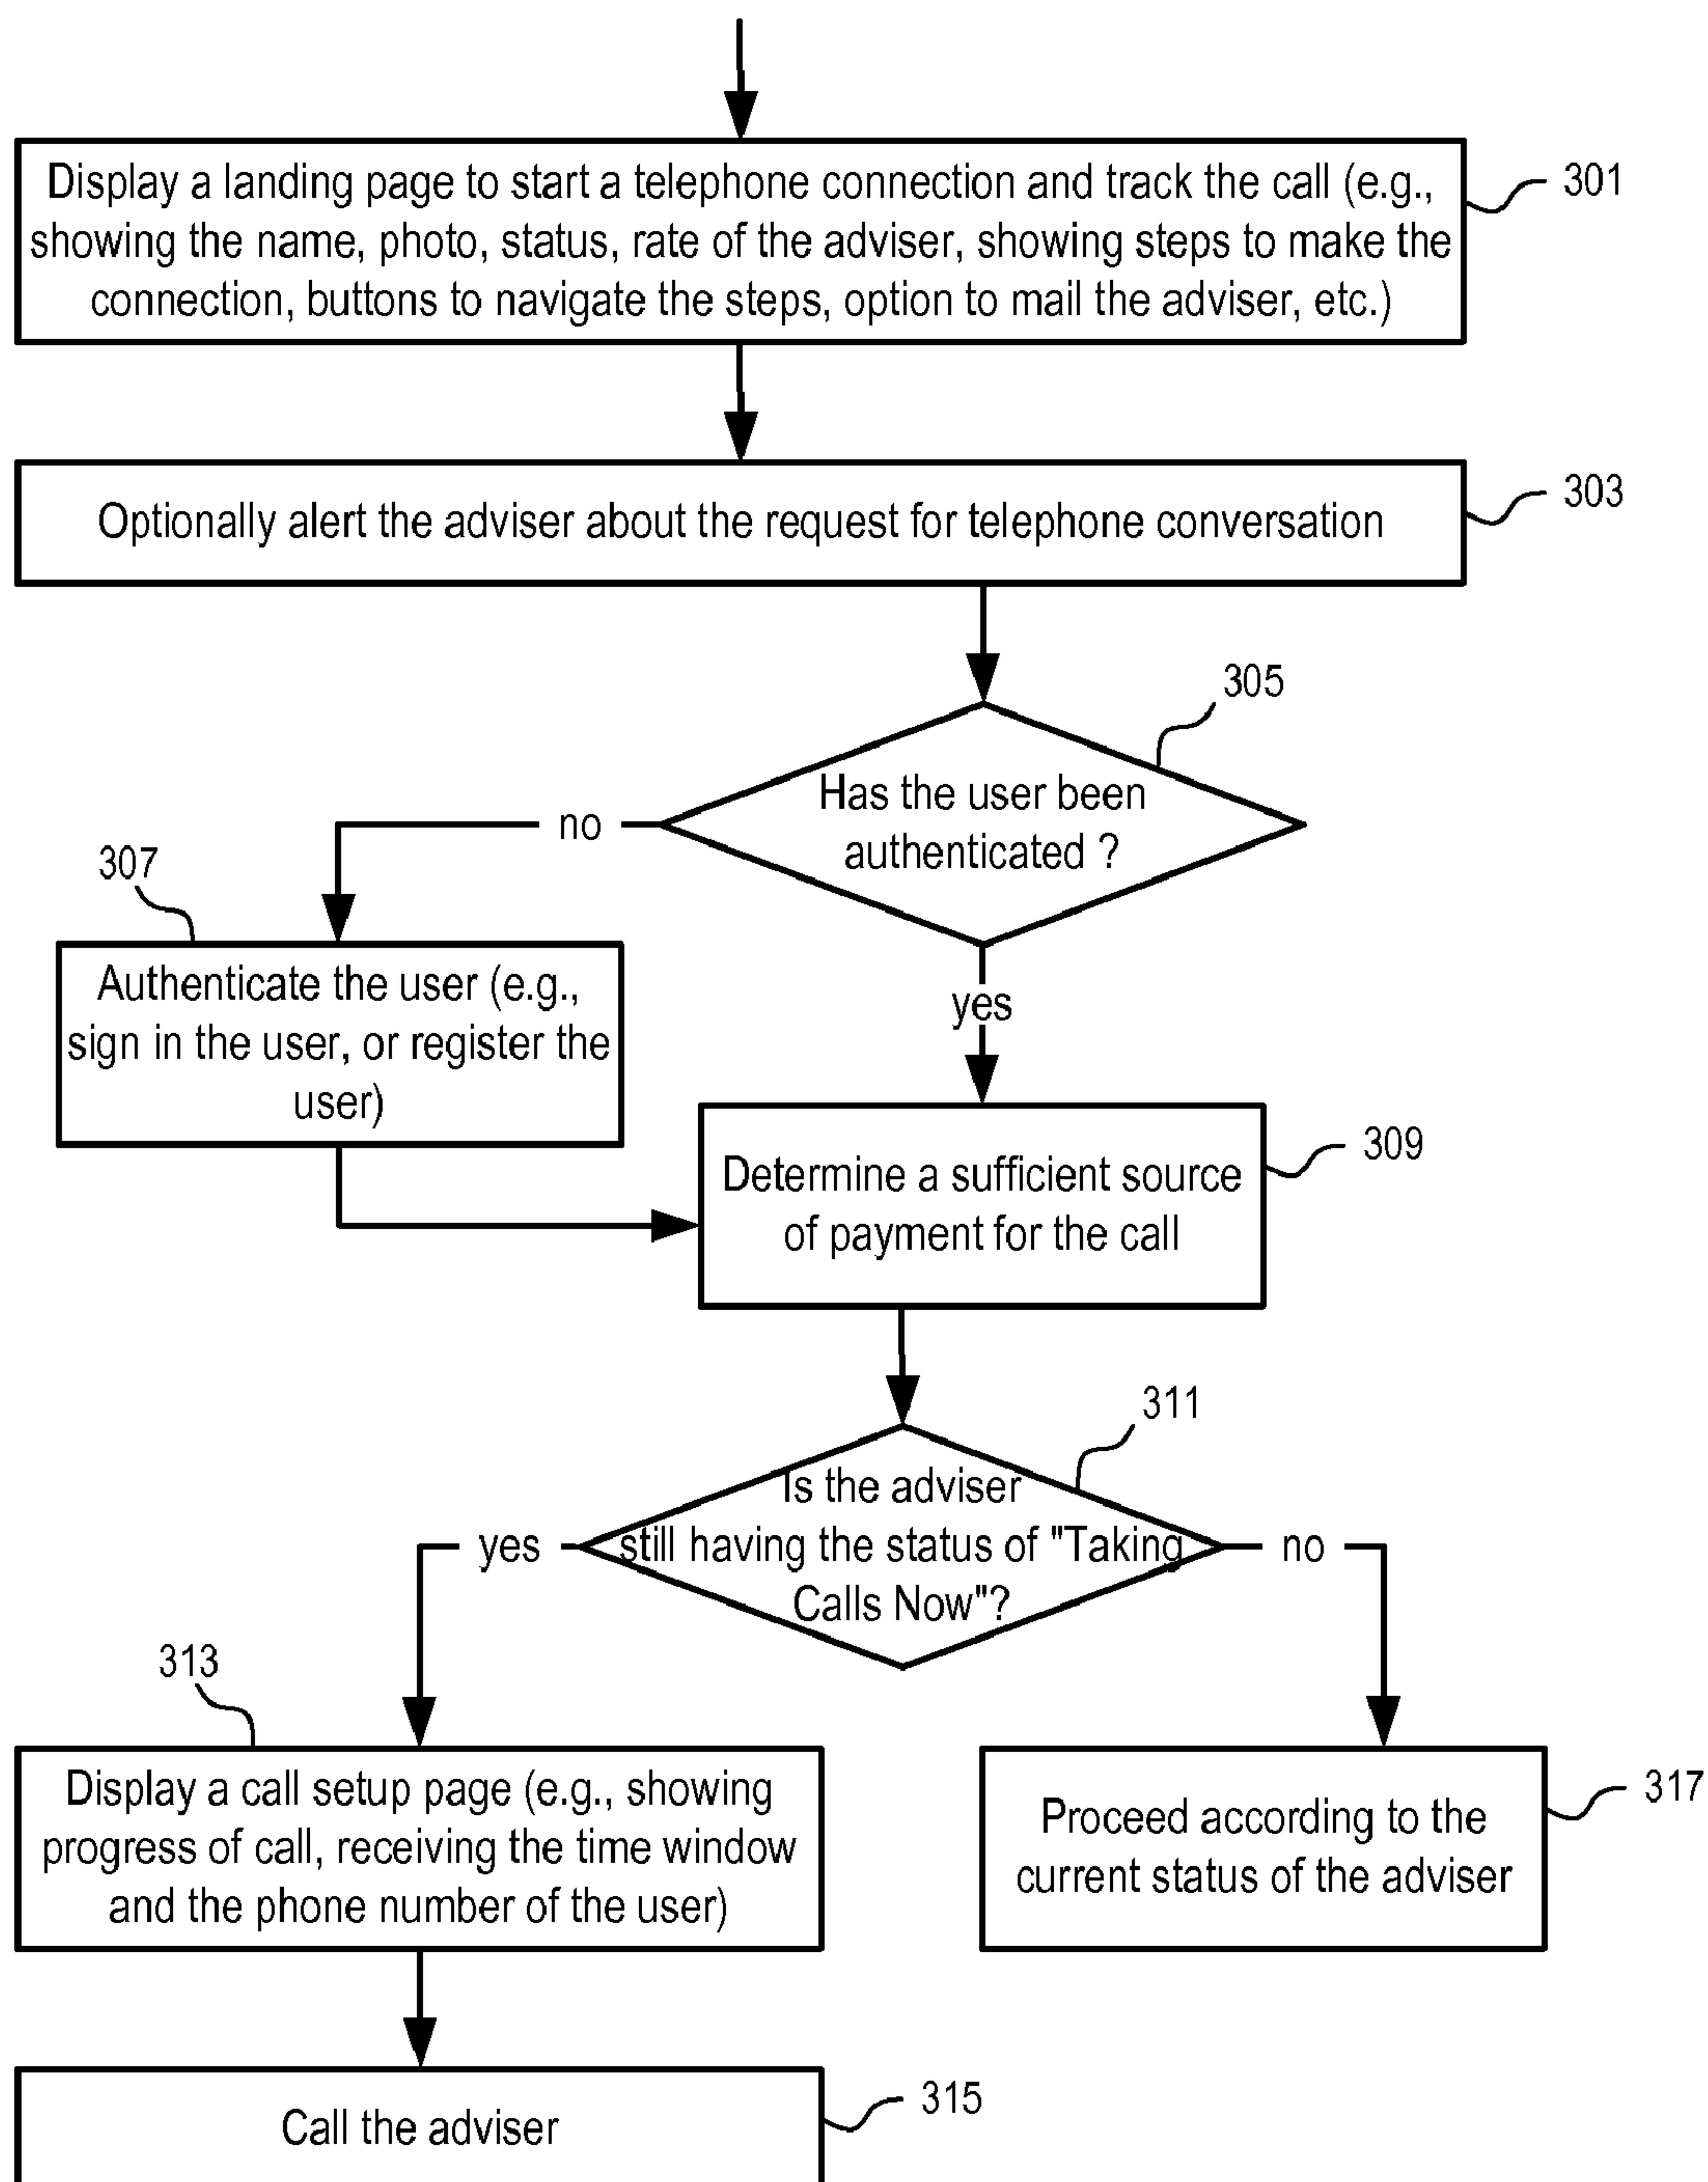 Display a landing page to start a telephone connection and track the call (e.g.,
showing the name, photo, status, rate of the adviser, showing steps to make the
connection, buttons to navigate the steps, option to mail the adviser, etc.)
301
Optionally alert the adviser about the request for telephone conversation
303
305
Has the user been
authenticated ?
no
307
Authenticate the user (e.g.,
sign in the user, or register the
user)
yes
309
Determine a sufficient source
of payment for the call
311
Is the adviser
still having the status of "Taking
Calls Now"?
yes
no
313
Display a call setup page (e.g., showing
progress of call, receiving the time window
and the phone number of the user)
317
Proceed according to the
current status of the adviser
315
Call the adviser